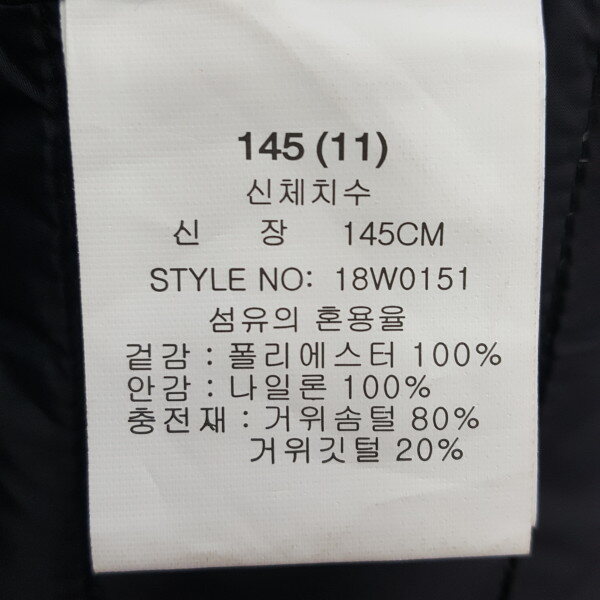 145 (11)
신체치수
신 장 145CM
STYLE NO: 18W0151
섬유의 혼용율
겉감 : 폴리에스터 100%
안감 : 나일론 100%
충전재 : 거위솜털 80%
거위깃털 20%